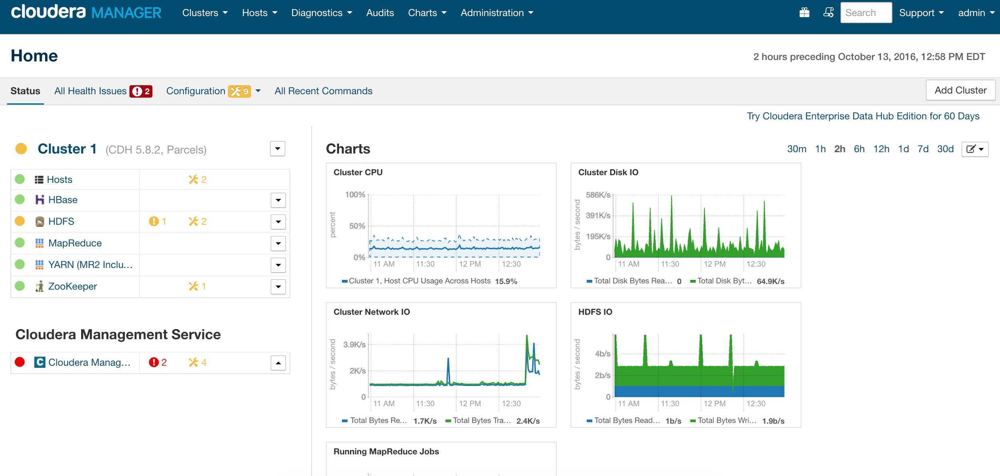 cloudera MANAGER Clusters Hosts Diagnostics Audits Charts Administration Search Support admin
Home
2 hours preceding October 13, 2016, 12:58 PM EDT
Status All Health Issues 2 Configuration 9 All Recent Commands Add Cluster
Try Cloudera Enterprise Data Hub Edition for 60 Days
Cluster 1 (CDH 5.8.2, Parcels)
Hosts 2
HBase
HDFS 1 2
MapReduce
YARN (MR2 Inclu...
ZooKeeper 1
Cloudera Management Service
Cloudera Manag... 2 4
Charts 30m 1h 2h 6h 12h 1d 7d 30d
Cluster CPU
percent
100%
50%
0%
11 AM 11:30 12 PM 12:30
Cluster 1, Host CPU Usage Across Hosts 15.9%
Cluster Disk IO
bytes / second
586K/s
391K/s
195K/s
0
11 AM 11:30 12 PM 12:30
Total Disk Bytes Rea... 0 Total Disk Byt... 64.9K/s
Cluster Network IO
bytes / second
3.9K/s
2K/s
0
11 AM 11:30 12 PM 12:30
Total Bytes Re... 1.7K/s Total Bytes Tra... 2.4K/s
HDFS IO
bytes / second
4b/s
2b/s
0
11 AM 11:30 12 PM 12:30
Total Bytes Read... 1b/s Total Bytes Wri... 1.9b/s
Running MapReduce Jobs